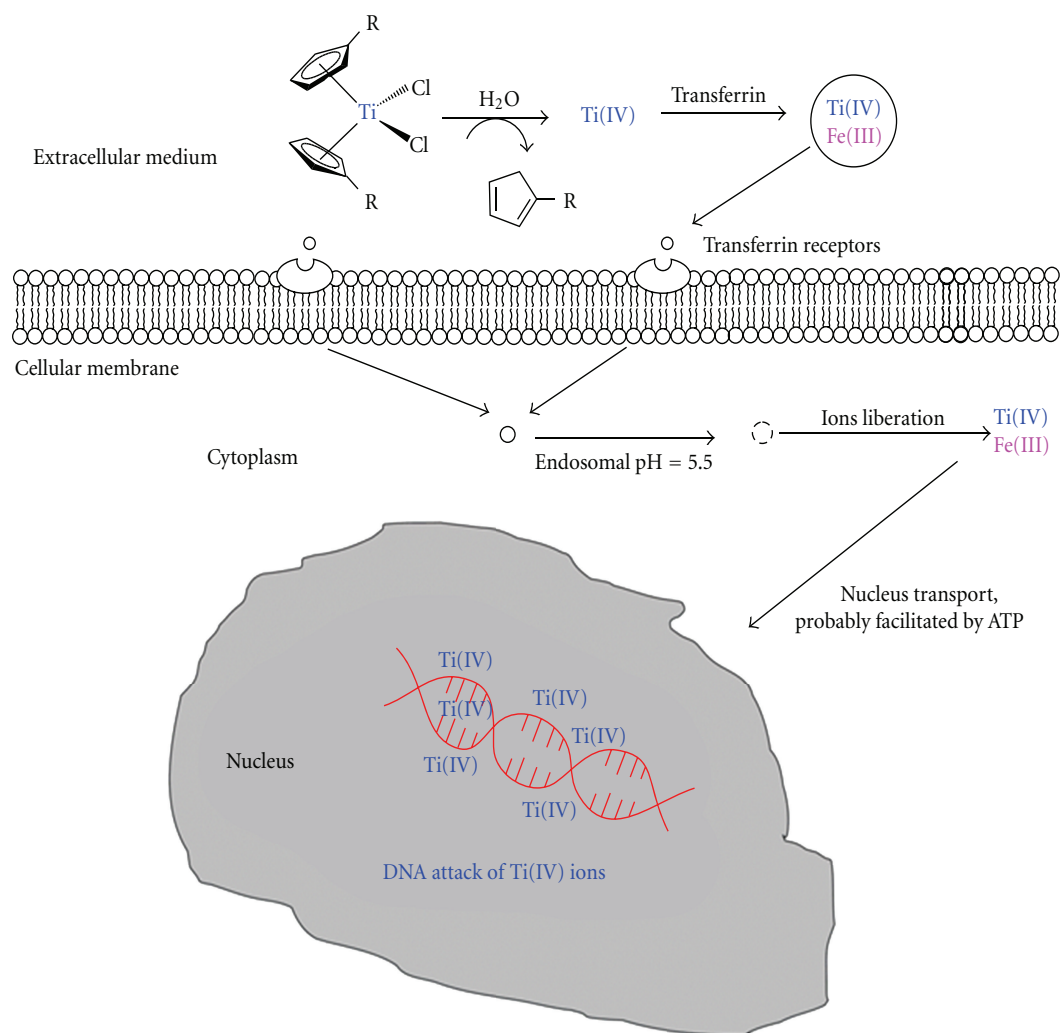 R
Cl
Ti
Cl
R
H2O
R
Ti(IV)
Transferrin
Ti(IV)
Fe(III)
Extracellular medium
Transferrin receptors
Cellular membrane
Cytoplasm
Endosomal pH = 5.5
Ions liberation
Ti(IV)
Fe(III)
Nucleus transport,
probably facilitated by ATP
Ti(IV)
Ti(IV)
Ti(IV)
Ti(IV)
Ti(IV)
Ti(IV)
Nucleus
DNA attack of Ti(IV) ions